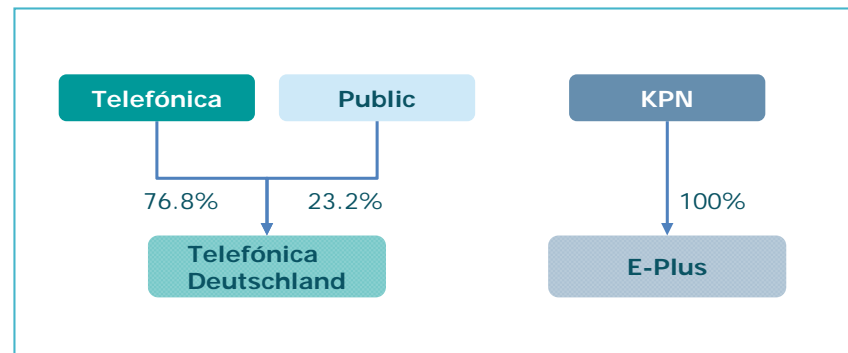 Telefónica
Public
KPN
76.8%
23.2%
100%
Telefónica
Deutschland
E-Plus